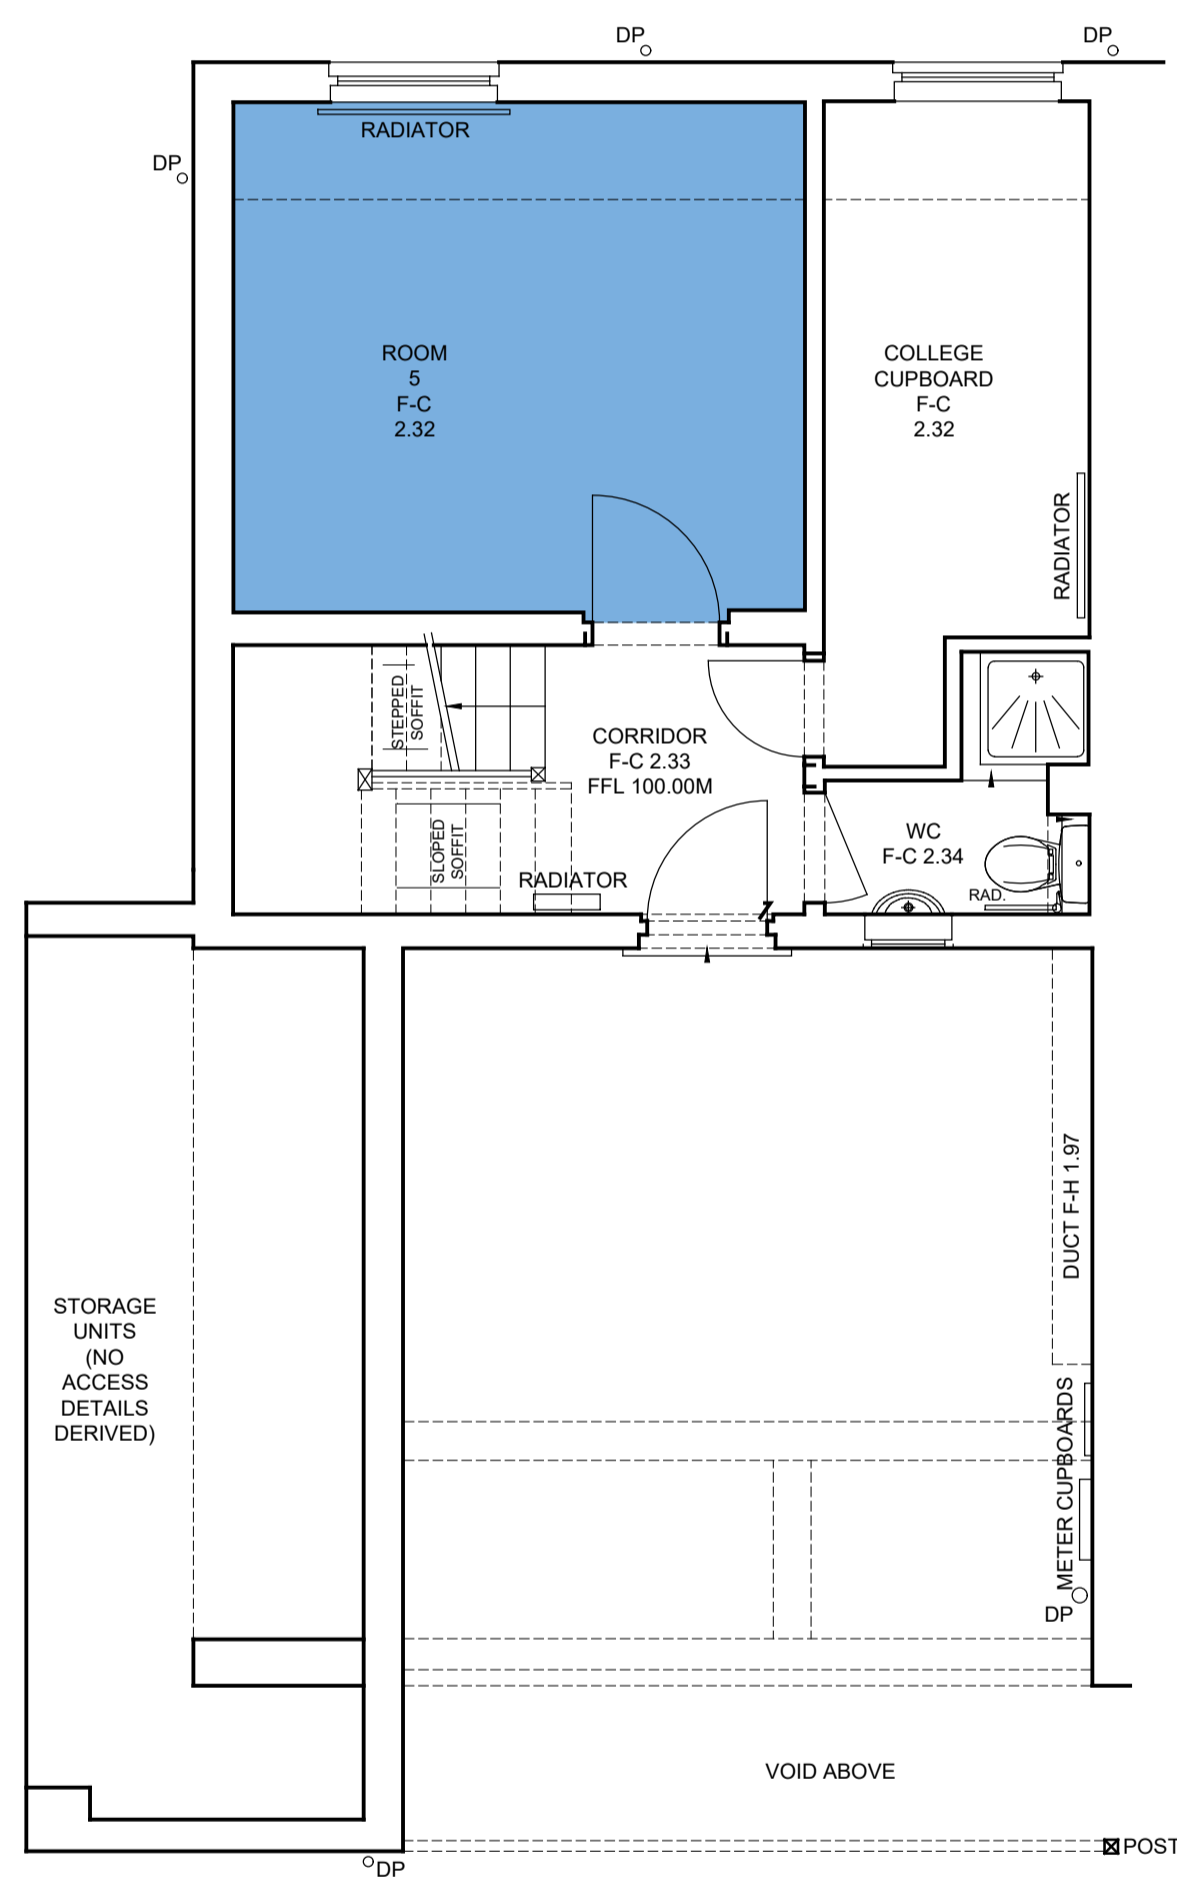 DP
DP
RADIATOR
DP
ROOM
5
F-C
2.32
COLLEGE
CUPBOARD
F-C
2.32
RADIATOR
STEPPED
SOFFIT
CORRIDOR
F-C 2.33
FFL 100.00M
SLOPED
SOFFIT
RADIATOR
WC
F-C 2.34
RAD.
DUCT F-H 1.97
STORAGE
UNITS
(NO
ACCESS
DETAILS
DERIVED)
METER CUPBOARDS
DP
VOID ABOVE
POST
DP